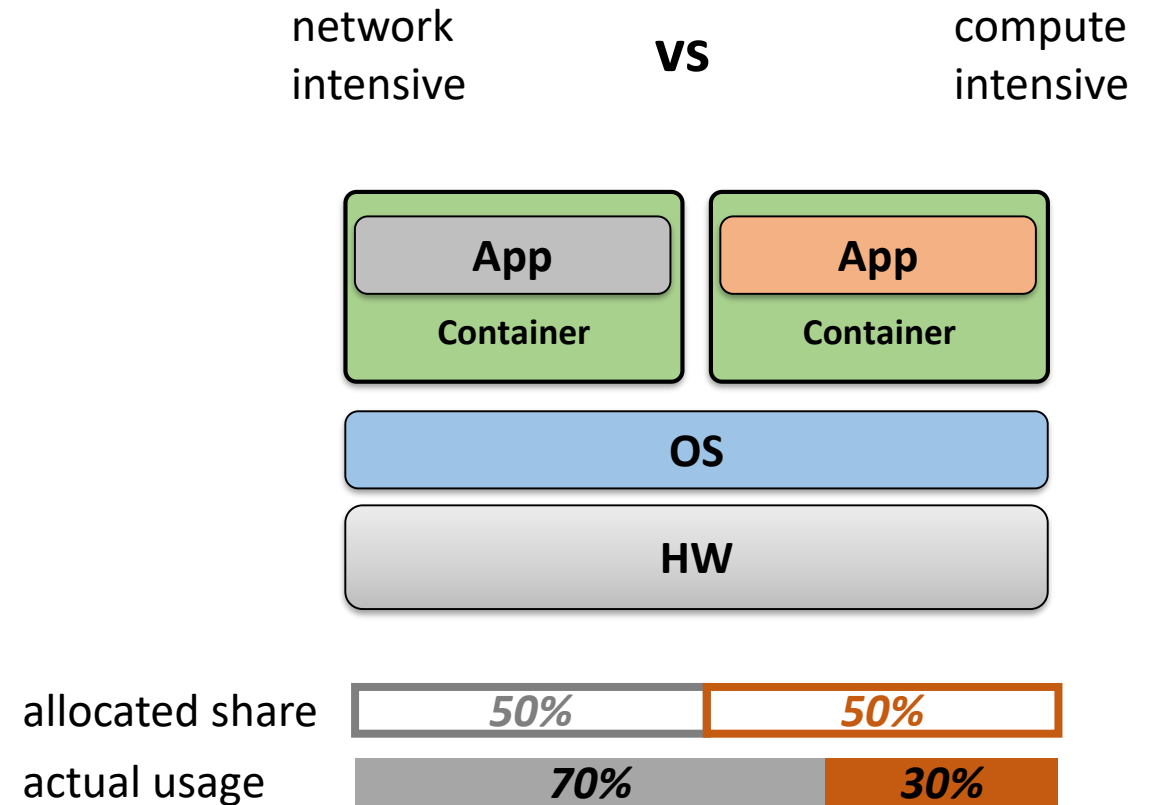 network
intensive
vs
compute
intensive
App
App
Container
Container
OS
HW
allocated share 50% 50%
actual usage 70% 30%